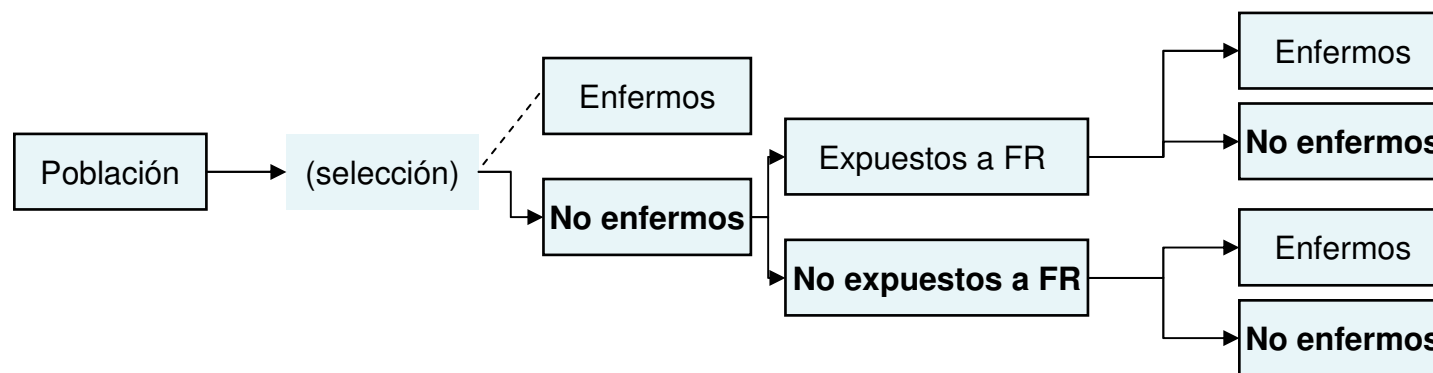 Población
(selección)
Enfermos
No enfermos
Expuestos a FR
No expuestos a FR
Enfermos
No enfermos
Enfermos
No enfermos